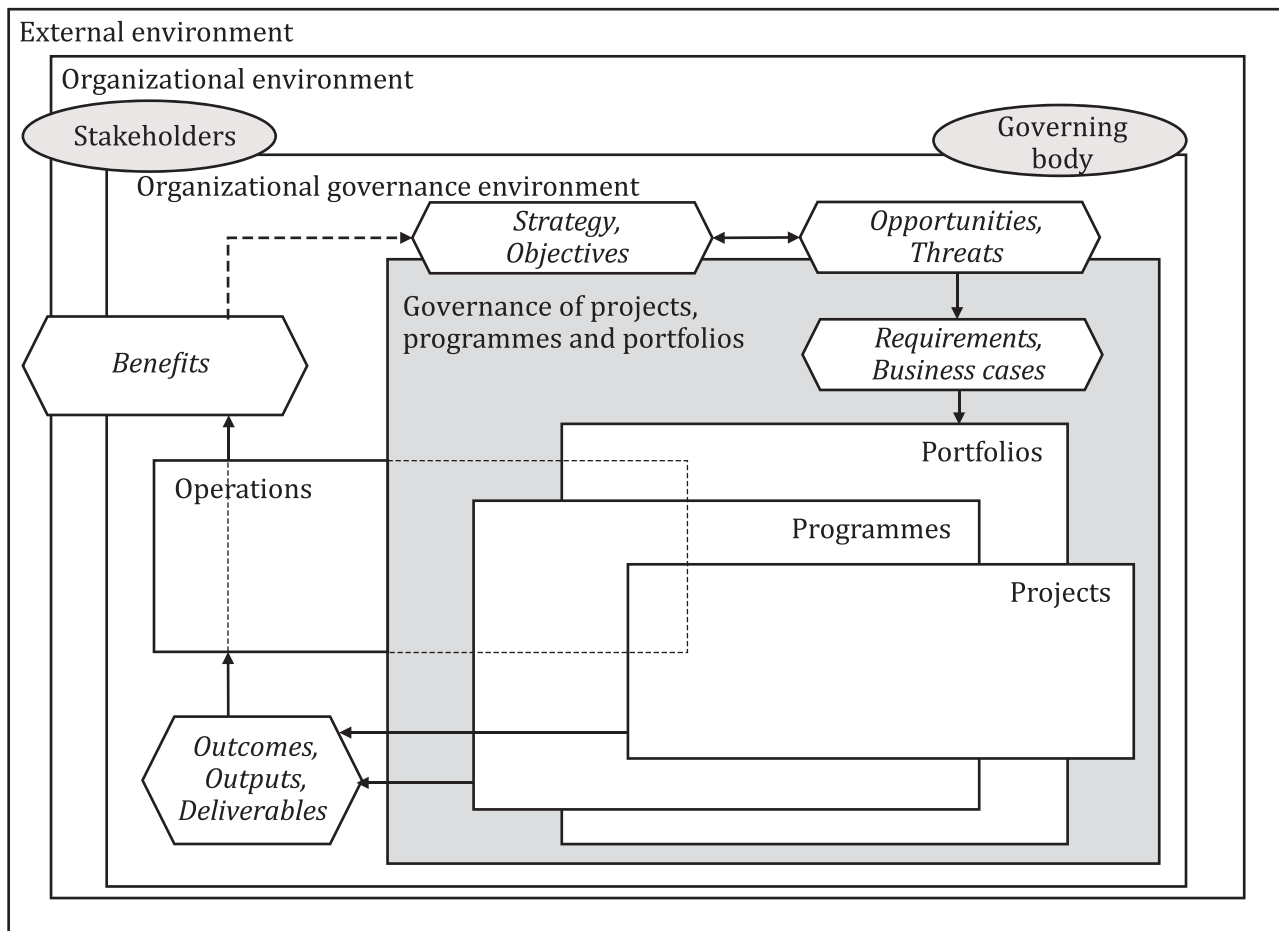 External environment
Organizational environment
Stakeholders
Governing
body
Organizational governance environment
Strategy,
Objectives
Opportunities,
Threats
Governance of projects,
programmes and portfolios
Requirements,
Business cases
Benefits
Portfolios
Operations
Programmes
Projects
Outcomes,
Outputs,
Deliverables